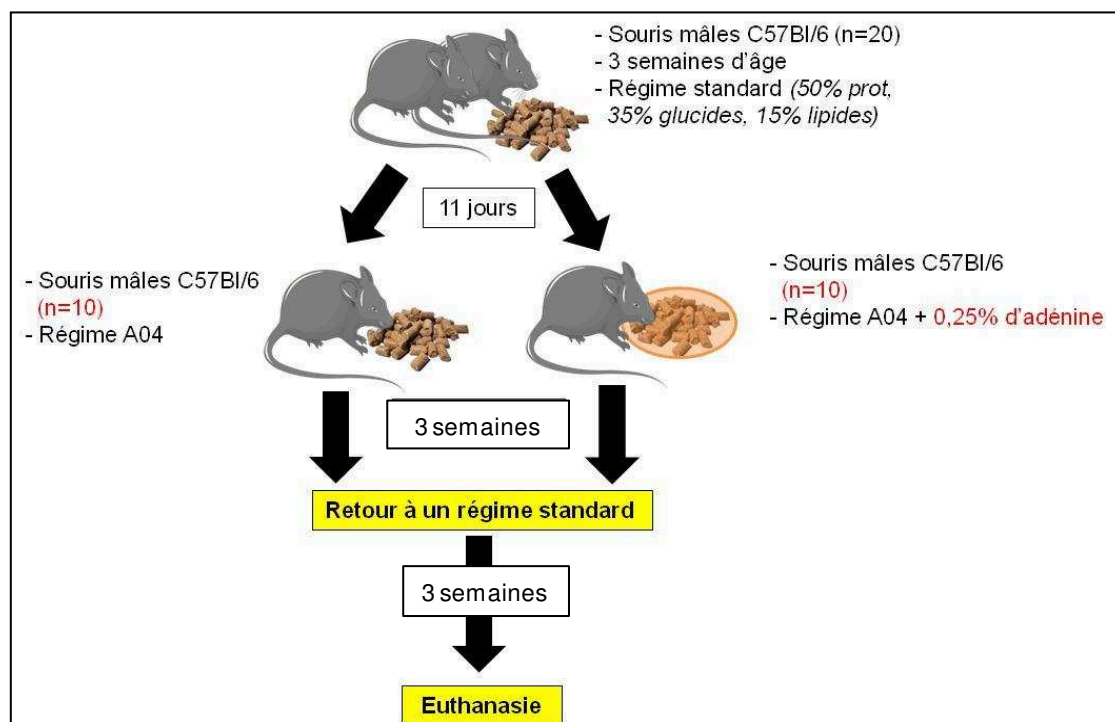 - Souris mâles C57Bl/6 (n=20)
- 3 semaines d'âge
- Régime standard (50% prot,
35% glucides, 15% lipides)
11 jours
- Souris mâles C57Bl/6
(n=10)
- Régime A04
- Souris mâles C57Bl/6
(n=10)
- Régime A04 + 0,25% d'adénine
3 semaines
Retour à un régime standard
3 semaines
Euthanasie